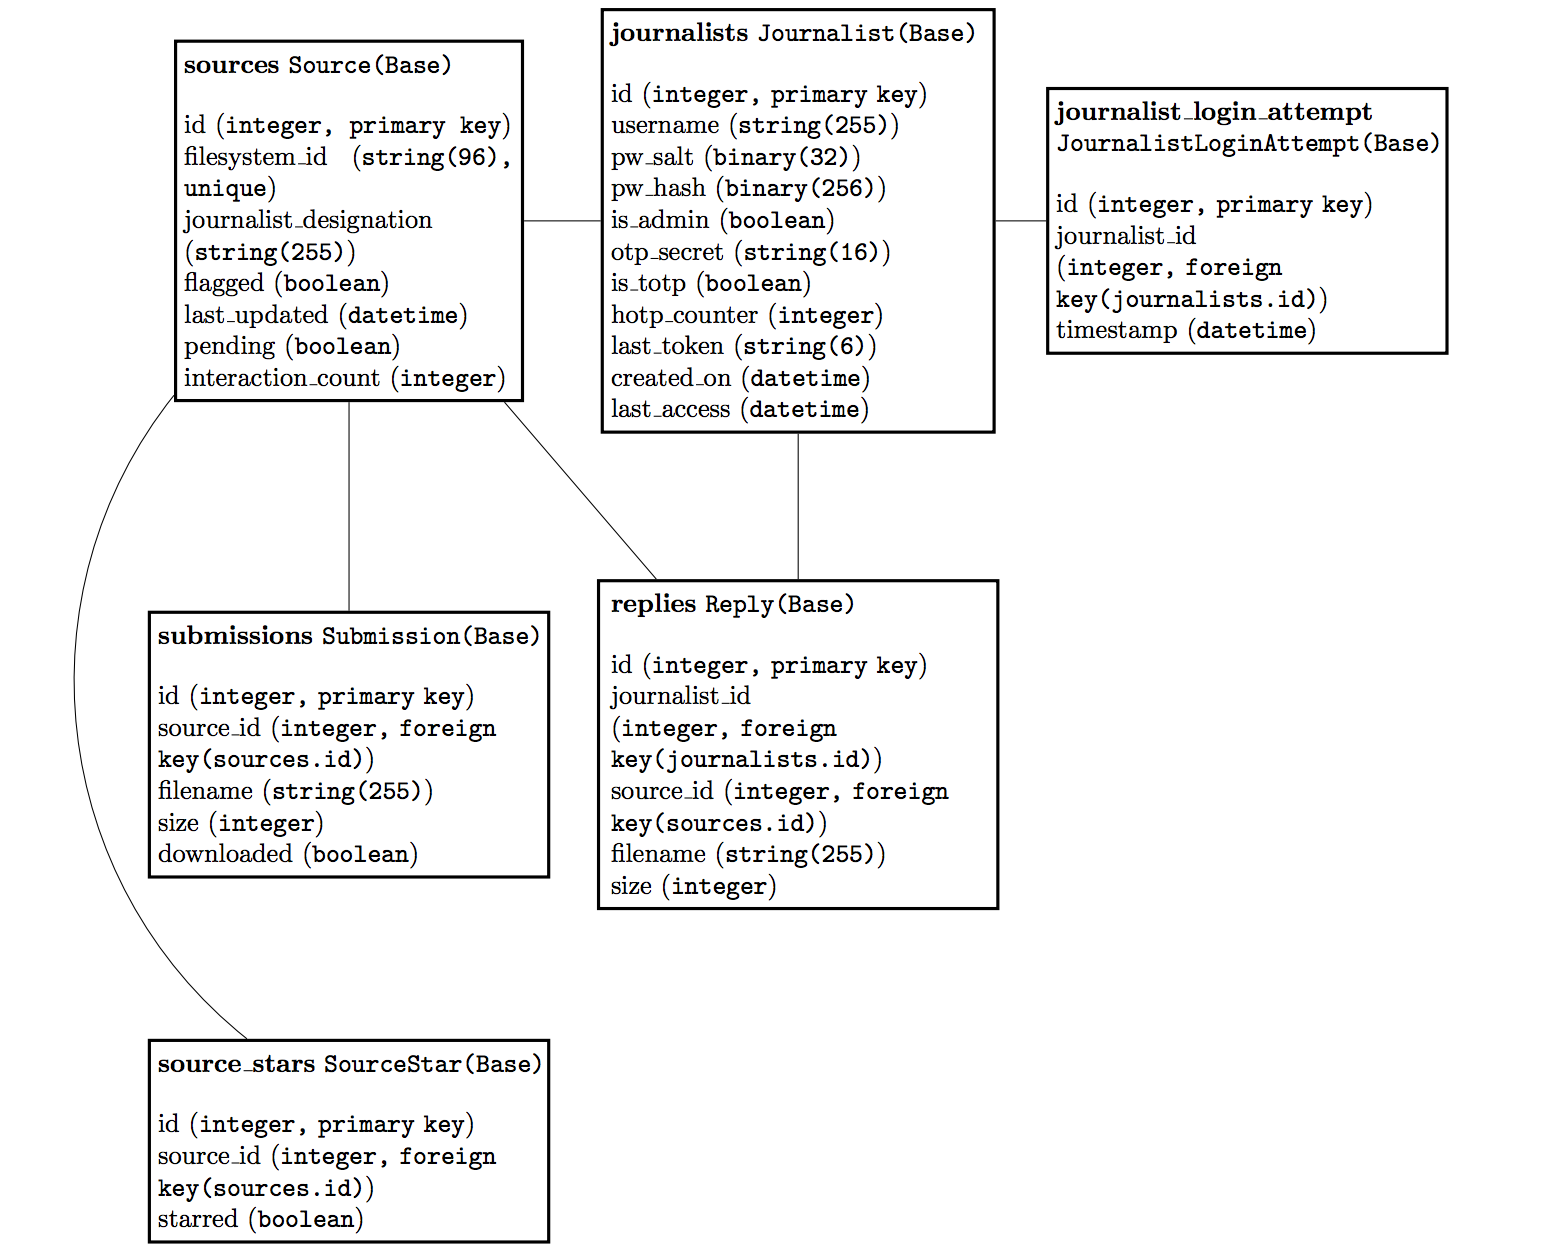 sources Source(Base)
id (integer, primary key)
filesystem_id (string(96),
unique)
journalist_designation
(string(255))
flagged (boolean)
last_updated (datetime)
pending (boolean)
interaction_count (integer)
journalists Journalist(Base)
id (integer, primary key)
username (string(255))
pw_salt (binary(32))
pw_hash (binary(256))
is_admin (boolean)
otp_secret (string(16))
is_totp (boolean)
hotp_counter (integer)
last_token (string(6))
created_on (datetime)
last_access (datetime)
journalist_login_attempt
JournalistLoginAttempt(Base)
id (integer, primary key)
journalist_id
(integer, foreign
key(journalists.id))
timestamp (datetime)
submissions Submission(Base)
id (integer, primary key)
source_id (integer, foreign
key(sources.id))
filename (string(255))
size (integer)
downloaded (boolean)
replies Reply(Base)
id (integer, primary key)
journalist_id
(integer, foreign
key(journalists.id))
source_id (integer, foreign
key(sources.id))
filename (string(255))
size (integer)
source_stars SourceStar(Base)
id (integer, primary key)
source_id (integer, foreign
key(sources.id))
starred (boolean)